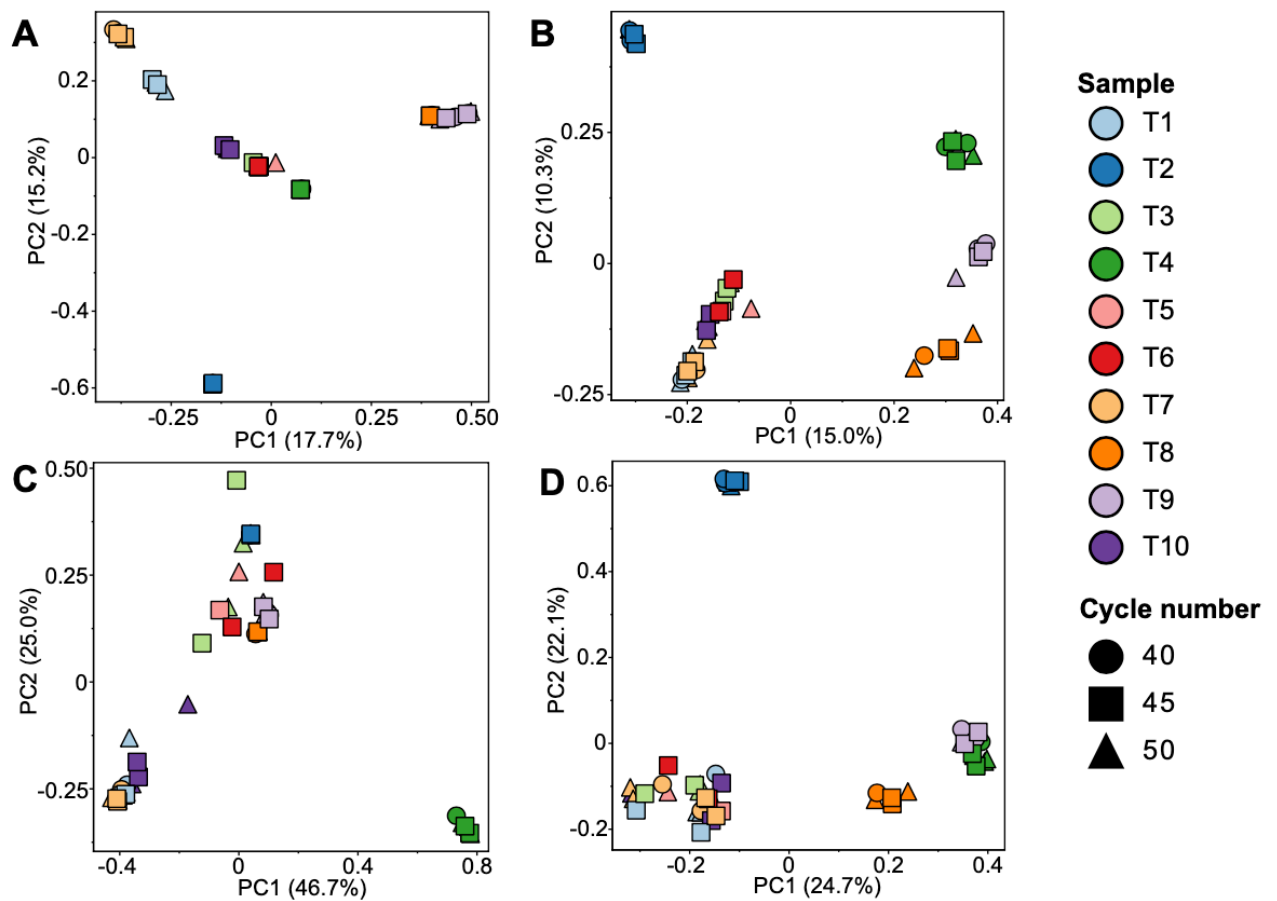 A
0.2
0
-0.2
-0.4
-0.6
PC2 (15.2%)
-0.25
0
0.25
0.50
PC1 (17.7%)
B
0.25
0
-0.25
PC2 (10.3%)
-0.2
0
0.2
0.4
PC1 (15.0%)
C
0.50
0.25
0
-0.25
PC2 (25.0%)
-0.4
0
0.4
0.8
PC1 (46.7%)
D
0.6
0.4
0.2
0
-0.2
PC2 (22.1%)
-0.2
0
0.2
0.4
PC1 (24.7%)
Sample
T1
T2
T3
T4
T5
T6
T7
T8
T9
T10
Cycle number
40
45
50